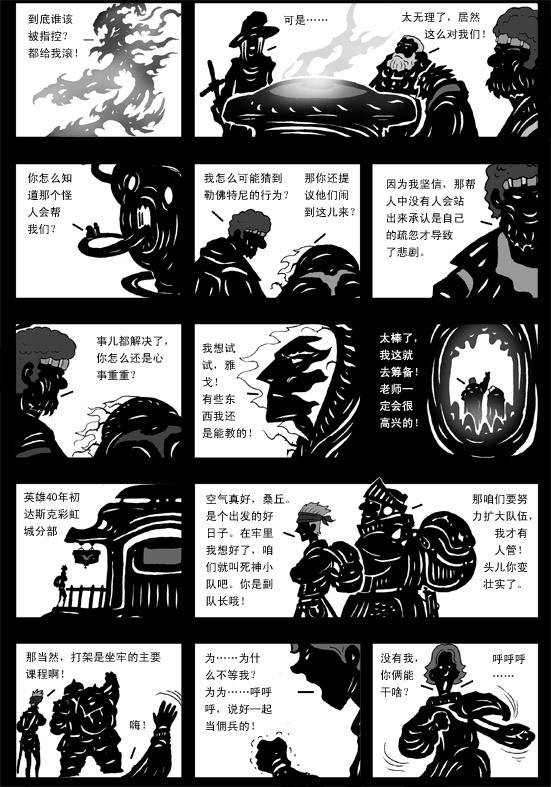 到底谁该
被指控?
都给我滚!
可是……
太无理了，居然
这么对我们!
你怎么知
道那个怪
人会帮
我们?
我怎么可能猜到
勒佛特尼的行为?
那你还提
议他们闹
到这儿来?
因为我坚信，那帮
人中没有人会站
出来承认是自己
的疏忽才导致
了悲剧。
事儿都解决了，
你怎么还是心
事重重?
我想试
试，雅
戈!
有些东
西我还
是能教的!
太棒了，
我这就
去筹备!
老师一
定会很
高兴的!
英雄40年初
达斯克彩虹
城分部
空气真好，桑丘。
是个出发的好
日子。在牢里
我想好了，咱
们就叫死神小
队吧。你是副
队长哦!
那咱们要努
力扩大队伍，
我才有
人管!
头儿你变
壮实了。
那当然，打架是坐牢的主要
课程啊!
嗨!
为……为什
么不等我?
为为……呼呼
呼，说好一起
当佣兵的!
没有我，
你俩能
干啥?
呼呼呼
……